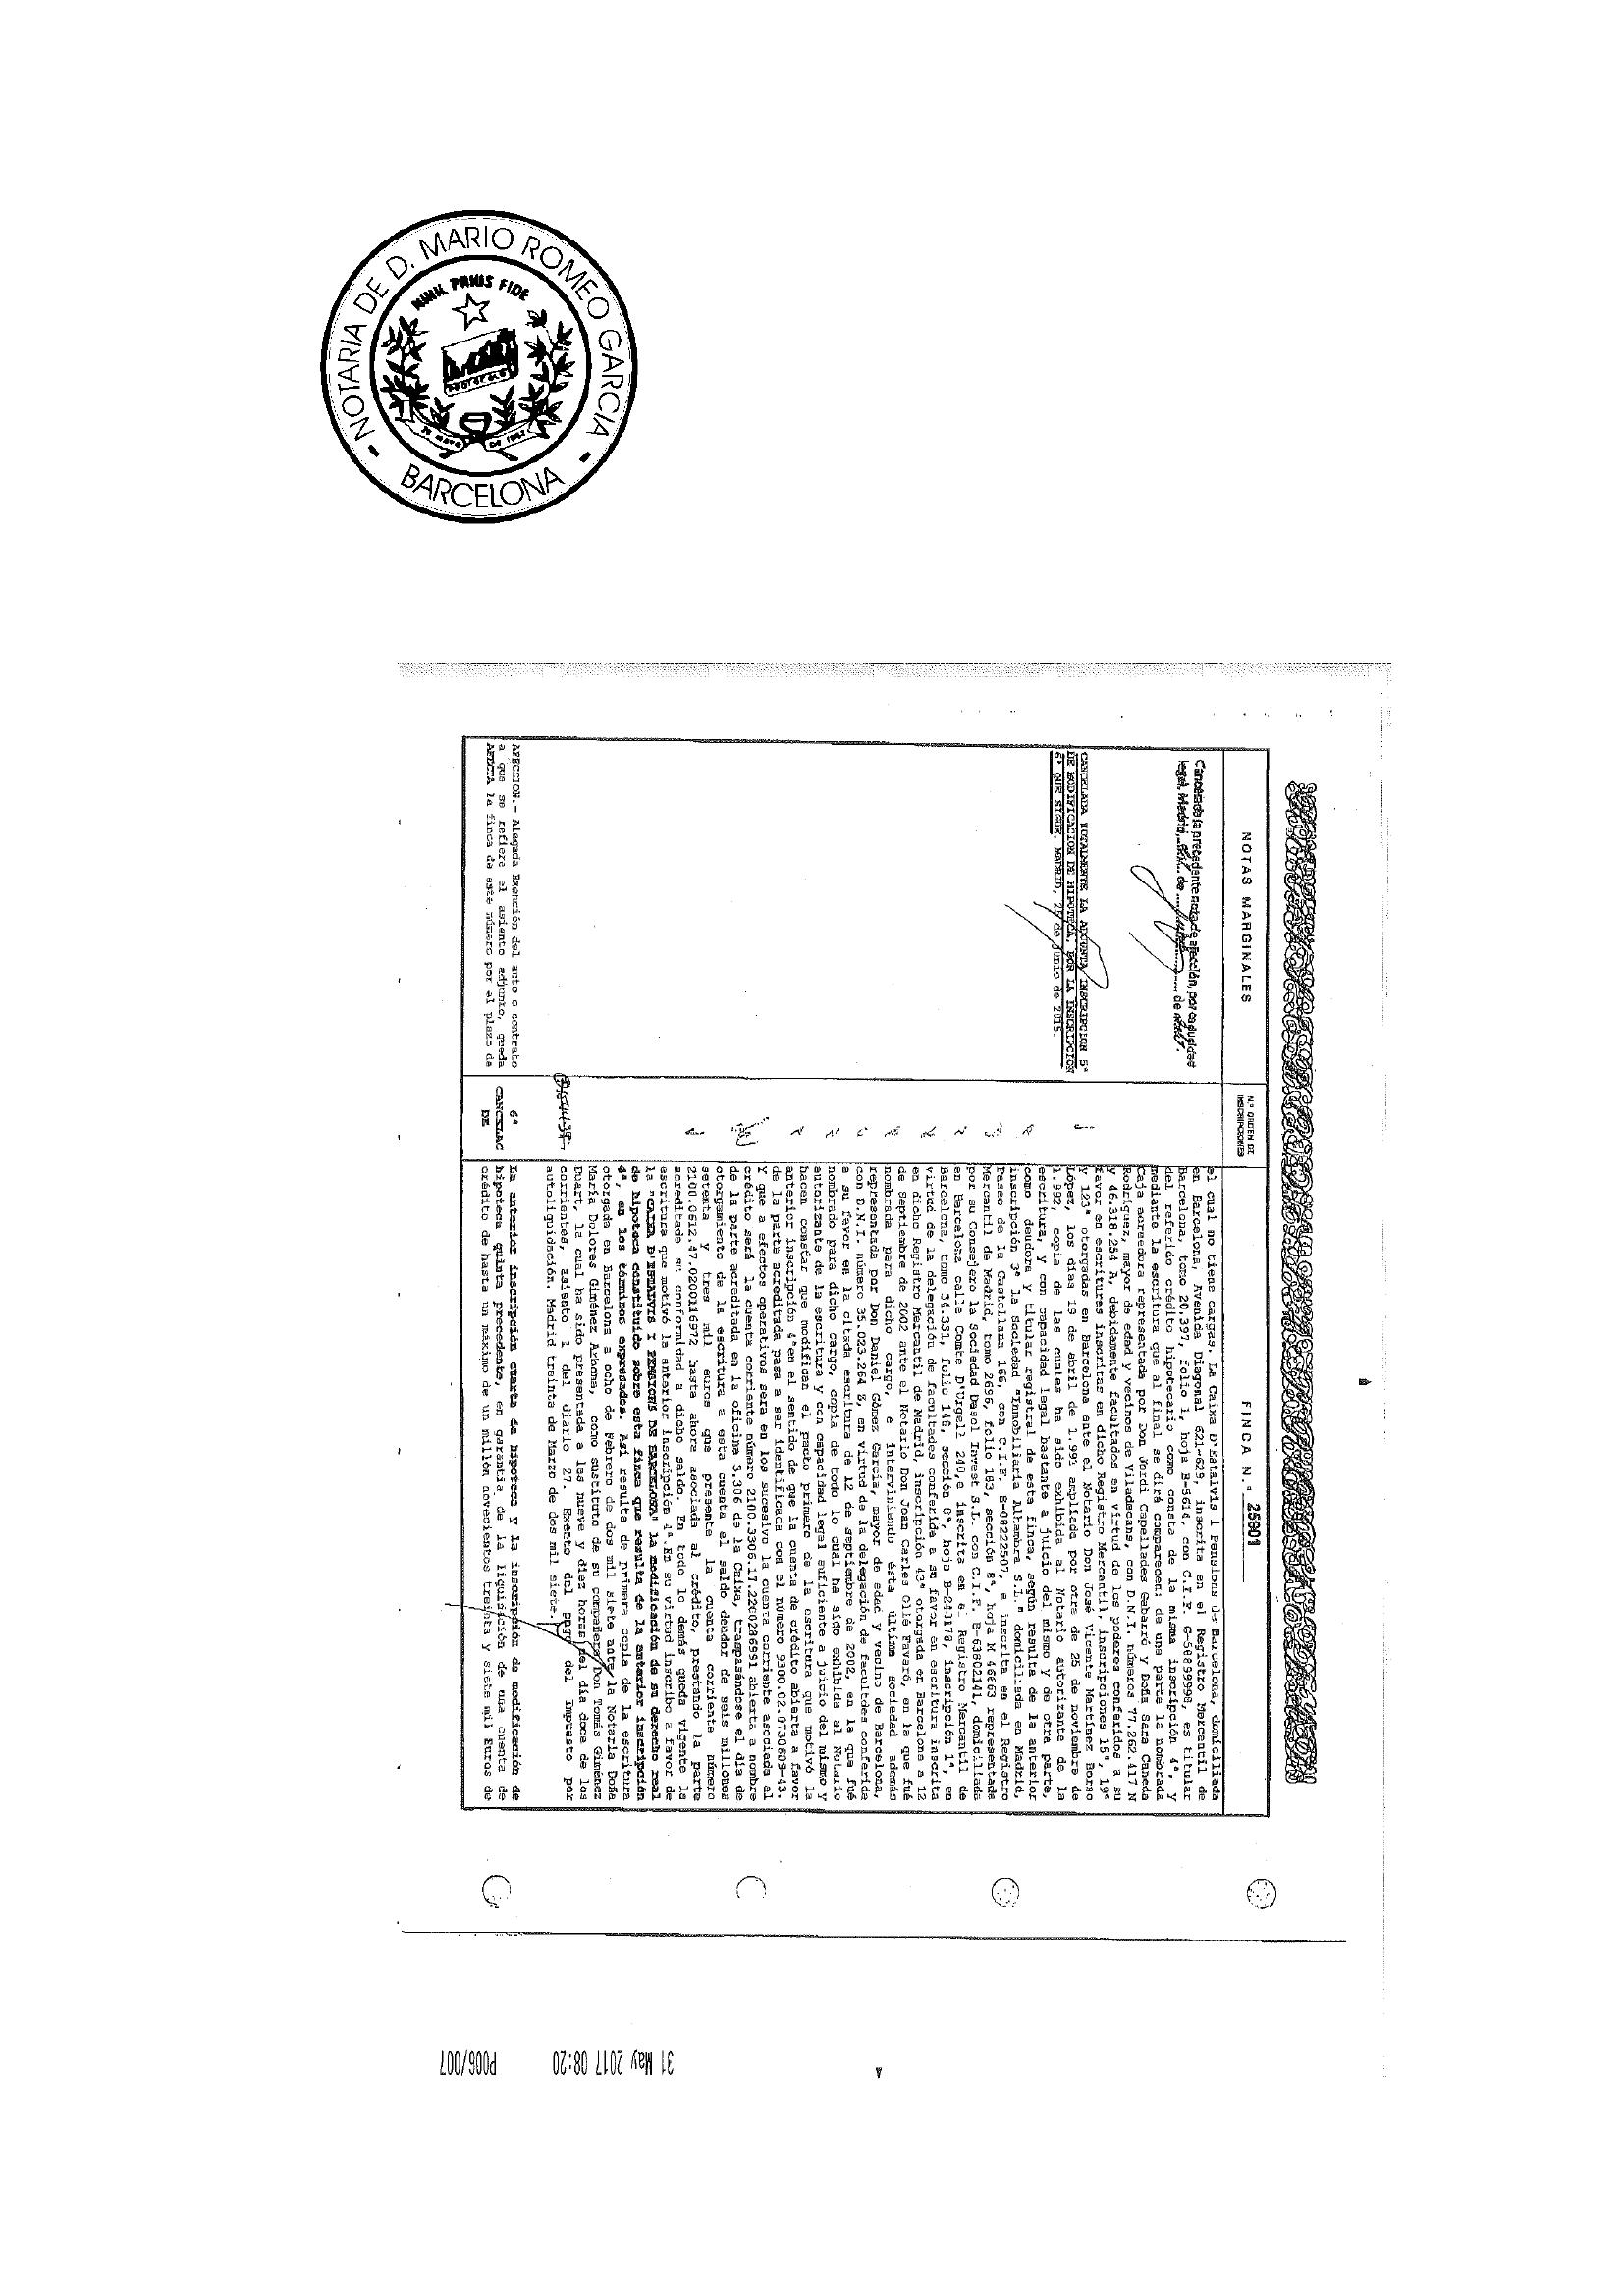 NOTARIA DE D. MARIO ROMEO GARCIA
BARCELONA
NIHIL PRIUS FIDE
NOTAS MARGINALES
N.º ORDEN DE
INSCRIPCIONES
FINCA N.º 25801
Cancelada la precedente nota de afección, por caducidad
legal. Madrid, de de
CANCELADA TOTALMENTE LA ADJUNTA INSCRIPCION 5ª
DE MODIFICACION DE HIPOTECA, POR LA INSCRIPCIÓN
6ª QUE SIGUE. MADRID, 25 de junio de 2015.
AFECCION.- Alegada Exención del acto o contrato
a que se refiere el asiento adjunto, queda
AFECTA la finca de este número por el plazo de
6ª
CANCELAC
DE
el cual no tiene cargas. La Caixa D'Estalvis i Pensions de Barcelona, domiciliada
en Barcelona, Avenida Diagonal 621-629, inscrita en el Registro Mercantil de
Barcelona, tomo 20.397, folio 1, hoja B-5614, con C.I.F. G-58899998, es titular
del referido crédito hipotecario como consta de la misma inscripción 4ª, y
mediante la escritura que al final se dirá comparecen: de una parte la nombrada
Caja acreedora representada por Don Jordi Capellades Gabarró y Doña Sara Caneda
Rodríguez, mayor de edad y vecinos de Viladecans, con D.N.I. números 77.262.417 N
y 46.318.254 A, debidamente facultados en virtud de los poderes conferidos a su
favor en escrituras inscritas en dicho Registro Mercantil, inscripciones 15ª, 19ª
y 123ª otorgadas en Barcelona ante el Notario Don José Vicente Martínez Borso
López, los días 19 de abril de 1.991 ampliada por otra de 25 de noviembre de
1.992, copia de las cuales ha sido exhibida al Notario autorizante de la
escritura, y con capacidad legal bastante a juicio del mismo y de otra parte,
como deudora y titular registral de esta finca, según resulta de la anterior
inscripción 3ª la Sociedad "Inmobiliaria Alhambra S.L." domiciliada en Madrid,
Paseo de la Castellana 166, con C.I.F. B-08222507, e inscrita en el Registro
Mercantil de Madrid, tomo 2696, folio 183, sección 8ª, hoja M 46663 representada
por su Consejero la Sociedad Dasol Invest S.L. con C.I.F. B-63802141, domiciliada
en Barcelona calle Comte D'Urgell 240, e inscrita en el Registro Mercantil de
Barcelona, tomo 34.331, folio 148, sección 8ª, hoja B-243178, inscripción 1ª, en
virtud de la delegación de facultades conferida a su favor en escritura inscrita
en dicho Registro Mercantil de Madrid, inscripción 43ª otorgada en Barcelona a 12
de Septiembre de 2002 ante el Notario Don Joan Carles Ollé Favaró, en la que fué
nombrada para dicho cargo, e interviniendo ésta última sociedad además
representada por Don Daniel Gómez García, mayor de edad y vecino de Barcelona,
con D.N.I. número 35.023.264 Z, en virtud de la delegación de facultades conferida
a su favor en la citada escritura de 12 de septiembre de 2002, en la que fué
nombrado para dicho cargo, copia de todo lo cual ha sido exhibida al Notario
autorizante de la escritura y con capacidad legal suficiente a juicio del mismo y
hacen constar que modifican el pacto primero de la escritura que motivó la
anterior inscripción 4ª en el sentido de que la cuenta de crédito abierta a favor
de la parte acreditada pasa a ser identificada con el número 9300.02.0730609-43.
Y que a efectos operativos será en los sucesivo la cuenta corriente asociada al
crédito será la cuenta corriente número 2100.3306.17.2200286991 abierta a nombre
de la parte acreditada en la oficina 3.306 de la Caixa, traspasándose el día de
otorgamiento de la escritura a esta cuenta el saldo deudor de seis millones
setenta y tres mil euros que presente la cuenta corriente número
2100.0612.47.0200116972 hasta ahora asociada al crédito, prestando la parte
acreditada su conformidad a dicho saldo. En todo lo demás queda vigente la
escritura que motivó la anterior inscripción 4ª. En su virtud inscribo a favor de
la "CAIXA D'ESTALVIS I PENSIONS DE BARCELONA" la modificación de su derecho real
de hipoteca constituido sobre esta finca que resulta de la anterior inscripción
4ª, en los términos expresados. Así resulta de primera copia de la escritura
otorgada en Barcelona a ocho de Febrero de dos mil siete ante la Notaria Doña
María Dolores Giménez Arbona, como sustituto de su compañero Don Tomás Gimenez
Duart, la cual ha sido presentada a las nueve y diez horas del día doce de los
corrientes, asiento 1 del diario 27. Exento del pago del Impuesto por
autoliquidación. Madrid treinta de Marzo de dos mil siete.
La anterior inscripción cuarta de hipoteca y la inscripción de modificación de
hipoteca quinta precedente, en garantía de la liquidación de una cuenta de
crédito de hasta un máximo de un millón novecientos treinta y siete mil Euros de
31 May 2017 08:20 P006/007